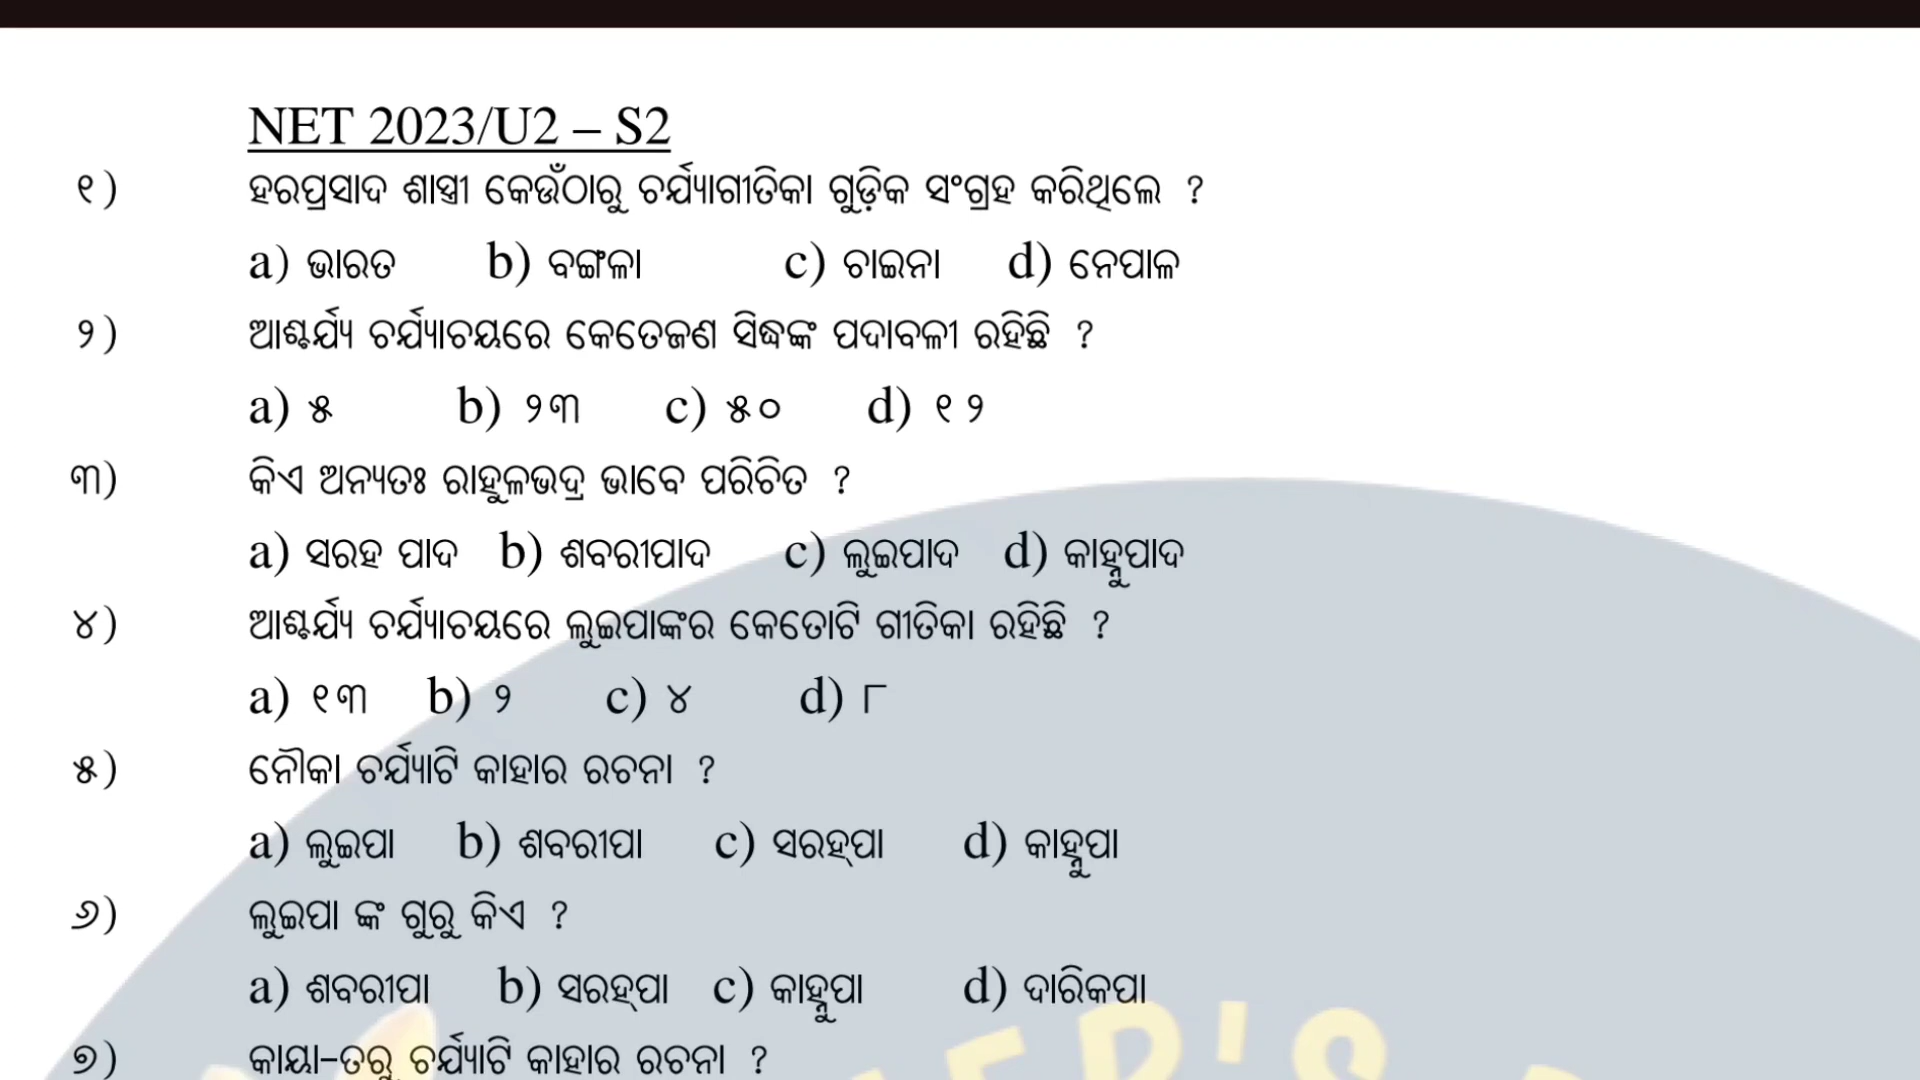 NET 2023/U2 – S2
୧) ହରପ୍ରସାଦ ଶାସ୍ତ୍ରୀ କେଉଁଠାରୁ ଚର୍ଯ୍ୟାଗୀତିକା ଗୁଡ଼ିକ ସଂଗ୍ରହ କରିଥିଲେ ?
a) ଭାରତ b) ବଙ୍ଗଳା c) ଚାଇନା d) ନେପାଳ
୨) ଆଶ୍ଚର୍ଯ୍ୟ ଚର୍ଯ୍ୟାଚୟରେ କେତେଜଣ ସିଦ୍ଧଙ୍କ ପଦାବଳୀ ରହିଛି ?
a) ୫ b) ୨୩ c) ୫୦ d) ୧୨
୩) କିଏ ଅନ୍ୟତଃ ରାହୁଳଭଦ୍ର ଭାବେ ପରିଚିତ ?
a) ସରହ ପାଦ b) ଶବରୀପାଦ c) ଲୁଇପାଦ d) କାହ୍ନୁପାଦ
୪) ଆଶ୍ଚର୍ଯ୍ୟ ଚର୍ଯ୍ୟାଚୟରେ ଲୁଇପାଙ୍କର କେତୋଟି ଗୀତିକା ରହିଛି ?
a) ୧୩ b) ୨ c) ୪ d) ୮
୫) ନୌକା ଚର୍ଯ୍ୟାଟି କାହାର ରଚନା ?
a) ଲୁଇପା b) ଶବରୀପା c) ସରହ୍ପା d) କାହ୍ନୁପା
୬) ଲୁଇପା ଙ୍କ ଗୁରୁ କିଏ ?
a) ଶବରୀପା b) ସରହ୍ପା c) କାହ୍ନୁପା d) ଦାରିକପା
୭) କାୟା-ତରୁ ଚର୍ଯ୍ୟାଟି କାହାର ରଚନା ?